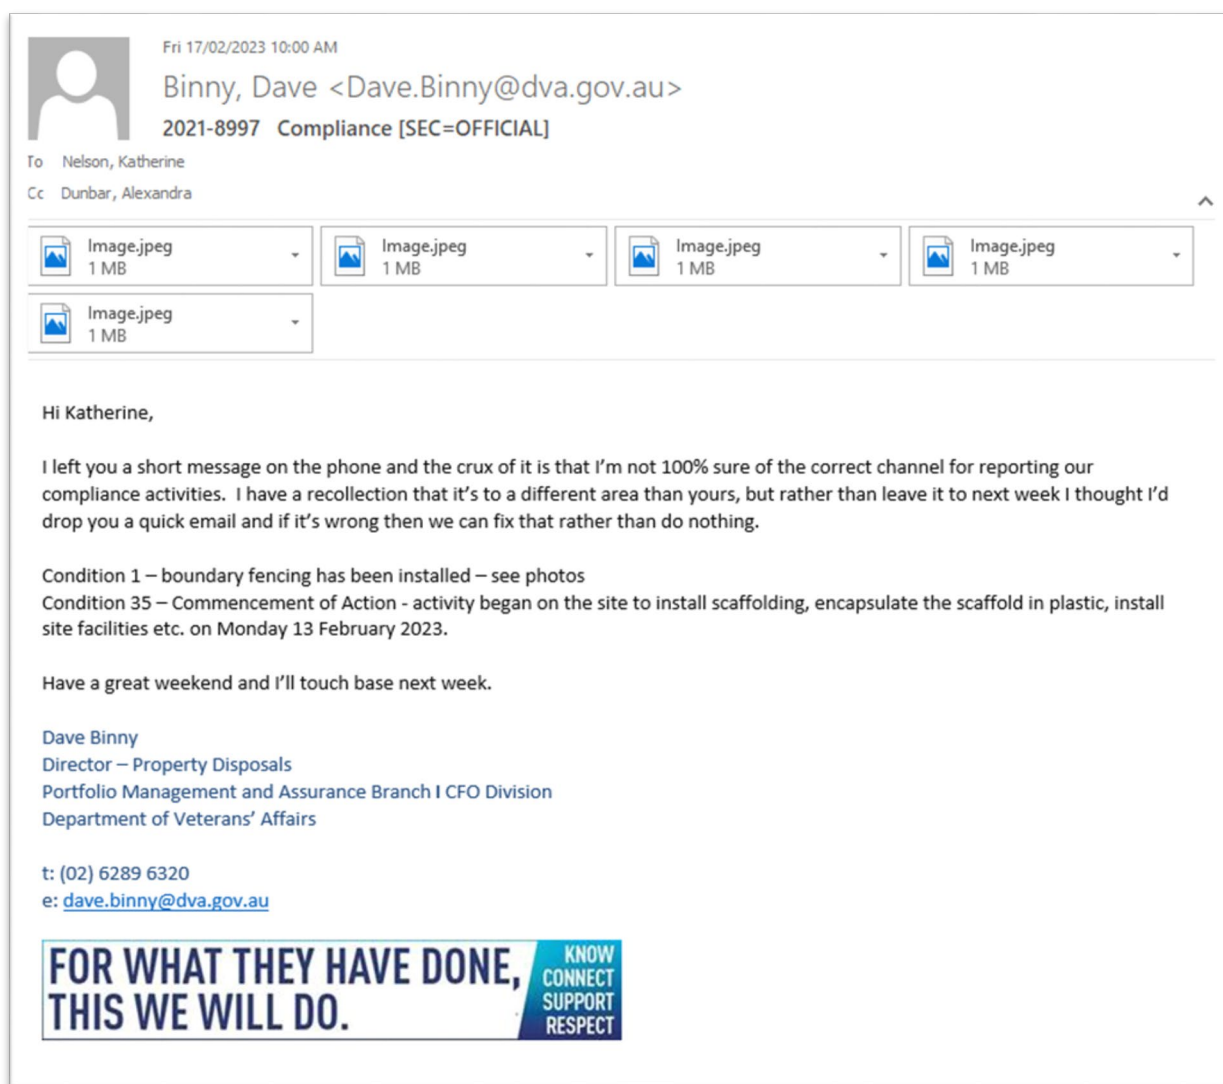 Fri 17/02/2023 10:00 AM
Binny, Dave <Dave.Binny@dva.gov.au>
2021-8997 Compliance [SEC=OFFICIAL]
To Nelson, Katherine
Cc Dunbar, Alexandra
Image.jpeg
1 MB
Image.jpeg
1 MB
Image.jpeg
1 MB
Image.jpeg
1 MB
Image.jpeg
1 MB
Hi Katherine,
I left you a short message on the phone and the crux of it is that I'm not 100% sure of the correct channel for reporting our
compliance activities.  I have a recollection that it's to a different area than yours, but rather than leave it to next week I thought I'd
drop you a quick email and if it's wrong then we can fix that rather than do nothing.
Condition 1 – boundary fencing has been installed – see photos
Condition 35 – Commencement of Action - activity began on the site to install scaffolding, encapsulate the scaffold in plastic, install
site facilities etc. on Monday 13 February 2023.
Have a great weekend and I'll touch base next week.
Dave Binny
Director – Property Disposals
Portfolio Management and Assurance Branch I CFO Division
Department of Veterans' Affairs
t: (02) 6289 6320
e: dave.binny@dva.gov.au
FOR WHAT THEY HAVE DONE,
THIS WE WILL DO.
KNOW
CONNECT
SUPPORT
RESPECT